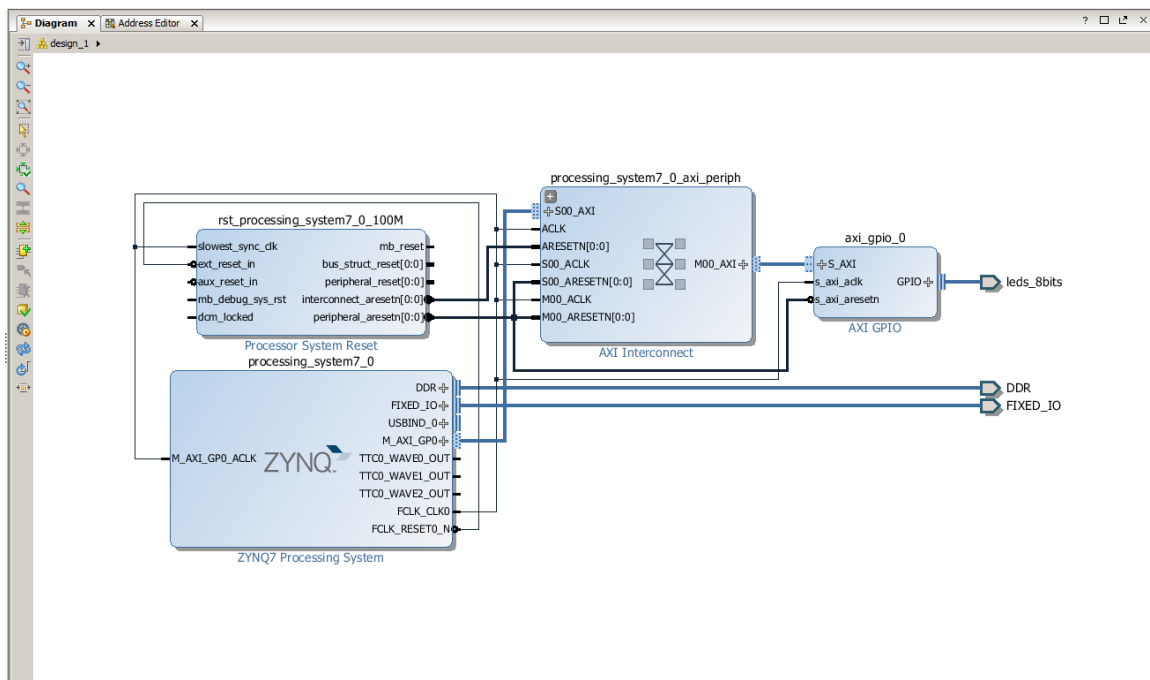 Diagram
Address Editor
?
design_1
rst_processing_system7_0_100M
slowest_sync_clk
ext_reset_in
aux_reset_in
mb_debug_sys_rst
dcm_locked
mb_reset
bus_struct_reset[0:0]
peripheral_reset[0:0]
interconnect_aresetn[0:0]
peripheral_aresetn[0:0]
Processor System Reset
processing_system7_0_axi_periph
S00_AXI
ACLK
ARESETN[0:0]
S00_ACLK
S00_ARESETN[0:0]
M00_ACLK
M00_ARESETN[0:0]
M00_AXI
AXI Interconnect
axi_gpio_0
S_AXI
s_axi_aclk
s_axi_aresetn
GPIO
AXI GPIO
leds_8bits
processing_system7_0
M_AXI_GP0_ACLK
ZYNQ
DDR
FIXED_IO
USBIND_0
M_AXI_GP0
TTC0_WAVE0_OUT
TTC0_WAVE1_OUT
TTC0_WAVE2_OUT
FCLK_CLK0
FCLK_RESET0_N
ZYNQ7 Processing System
DDR
FIXED_IO